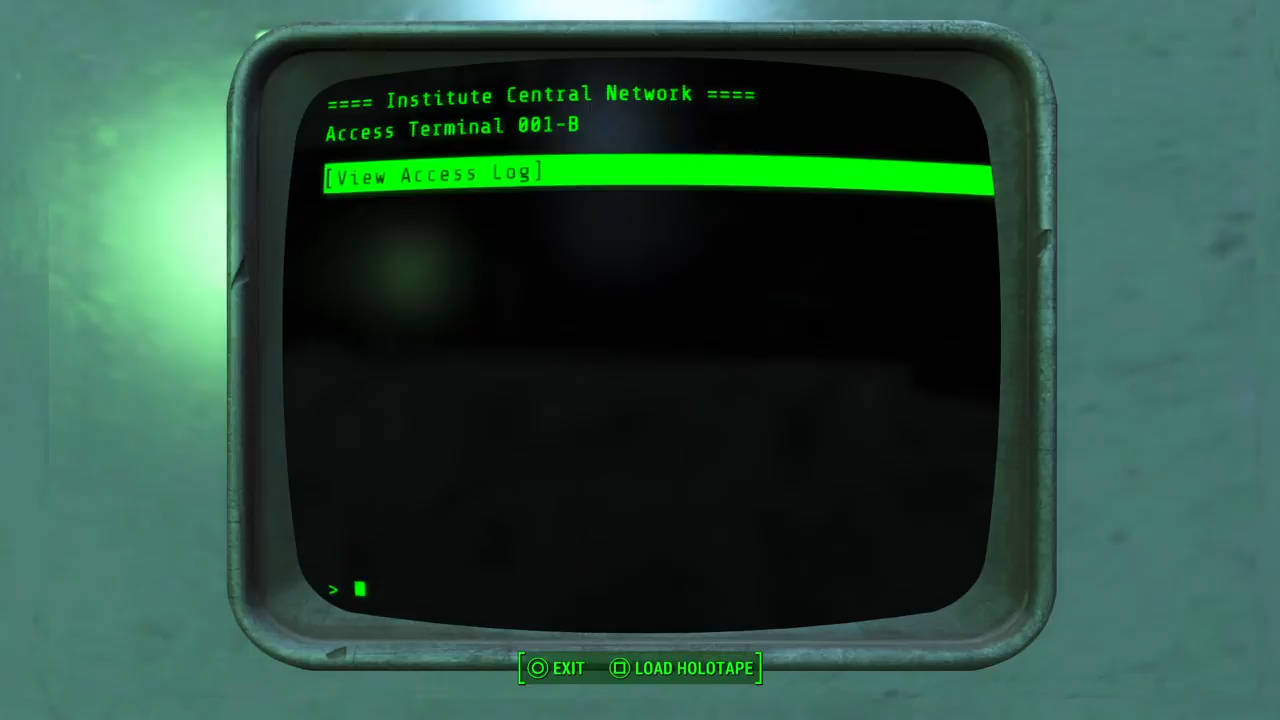 ==== Institute Central Network ====
Access Terminal 001-B
[View Access Log]
>
EXIT LOAD HOLOTAPE